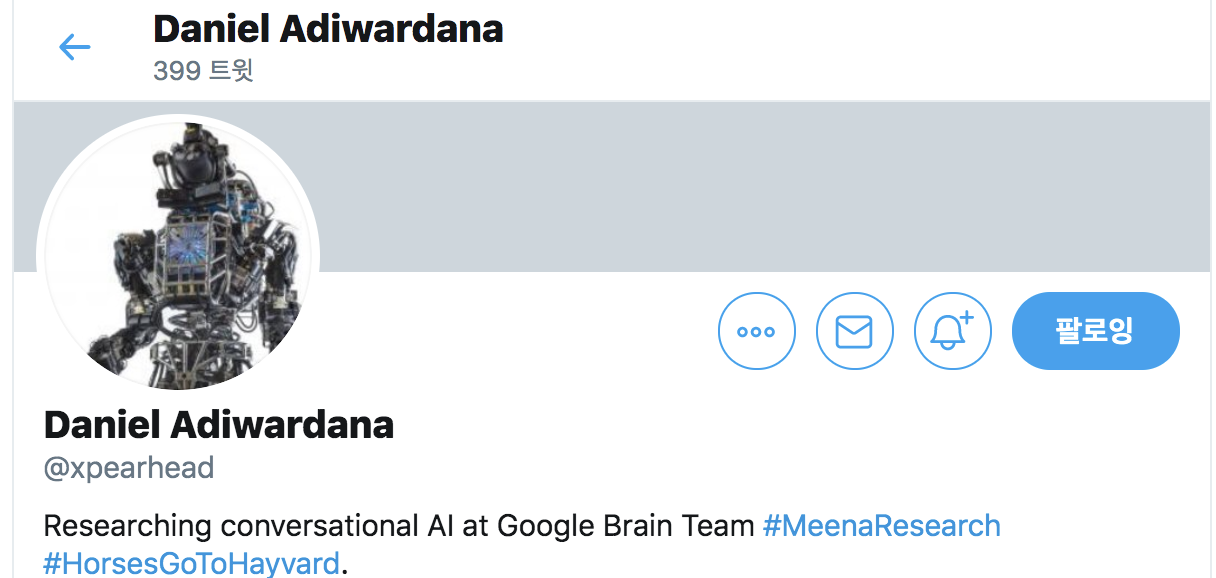 Daniel Adiwardana
399 트윗
팔로잉
Daniel Adiwardana
@xpearhead
Researching conversational AI at Google Brain Team #MeenaResearch
#HorsesGoToHayvard.